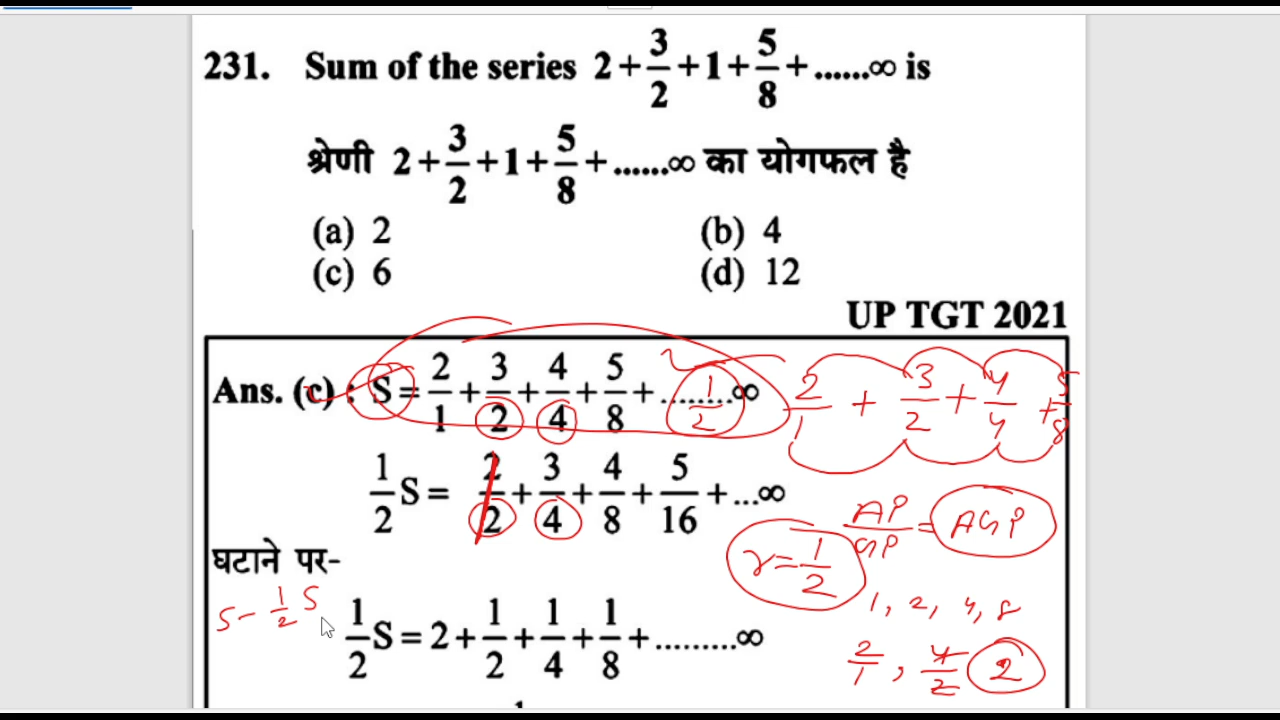 231. Sum of the series 2+3/2+1+5/8+......∞ is
श्रेणी 2+3/2+1+5/8+......∞ का योगफल है
(a) 2 (b) 4
(c) 6 (d) 12
UP TGT 2021
Ans. (c) : S=2/1+3/2+4/4+5/8+.........∞
1/2
2/1 + 3/2 + 4/4 + 5/8
1/2S= 2/2+3/4+4/8+5/16+...∞
AP/GP = AGP
घटाने पर-
r=1/2
S-1/2 S
1, 2, 4, 8
1/2S=2+1/2+1/4+1/8+.........∞
2/1, 4/2 2